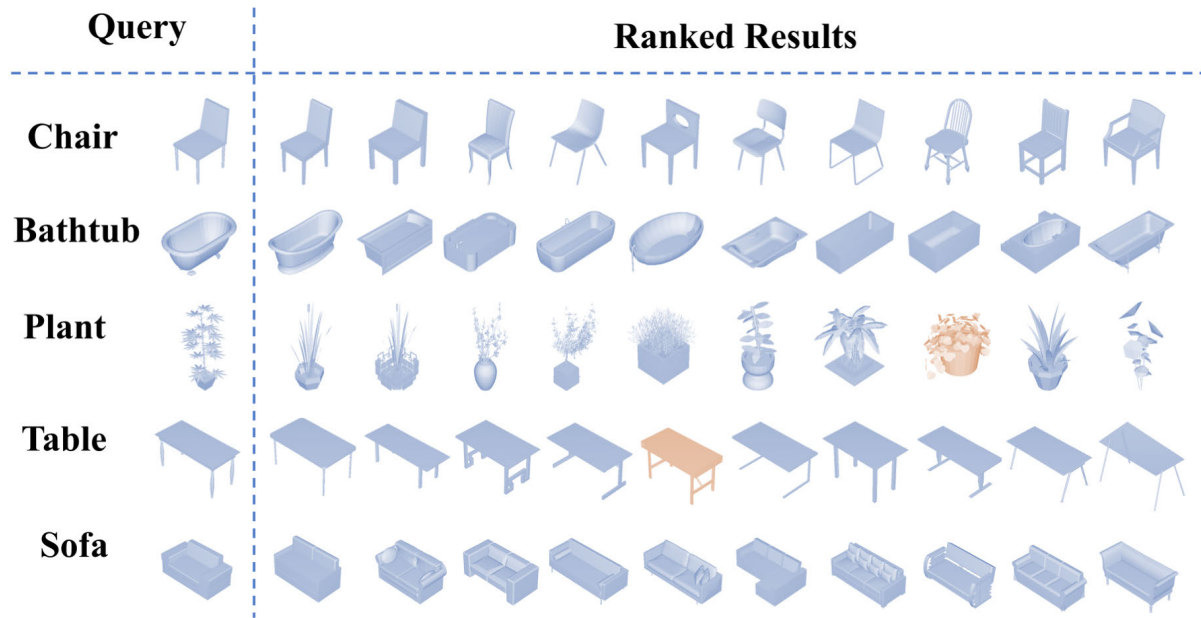 Query
Ranked Results
Chair
Bathtub
Plant
Table
Sofa